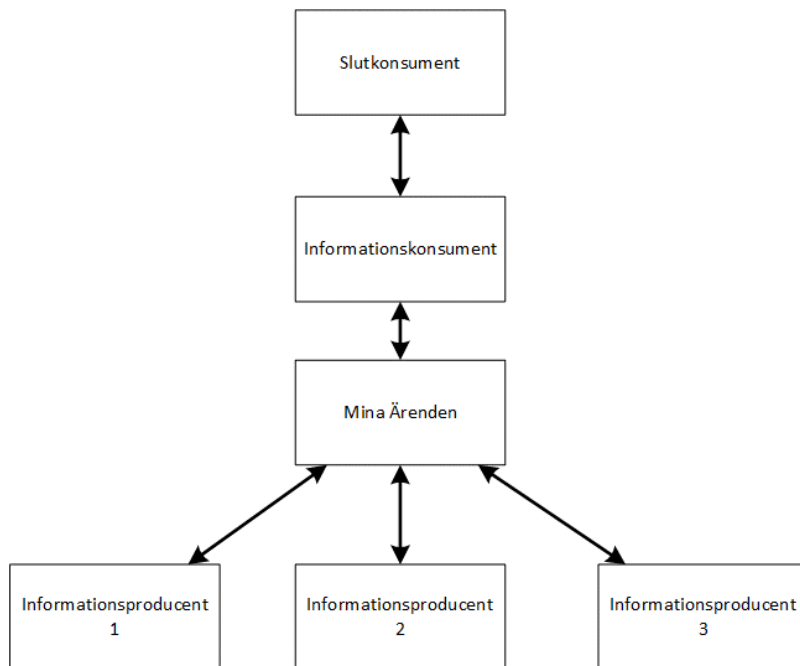 Slutkonsument
Informationskonsument
Mina Ärenden
Informationsproducent
1
Informationsproducent
2
Informationsproducent
3